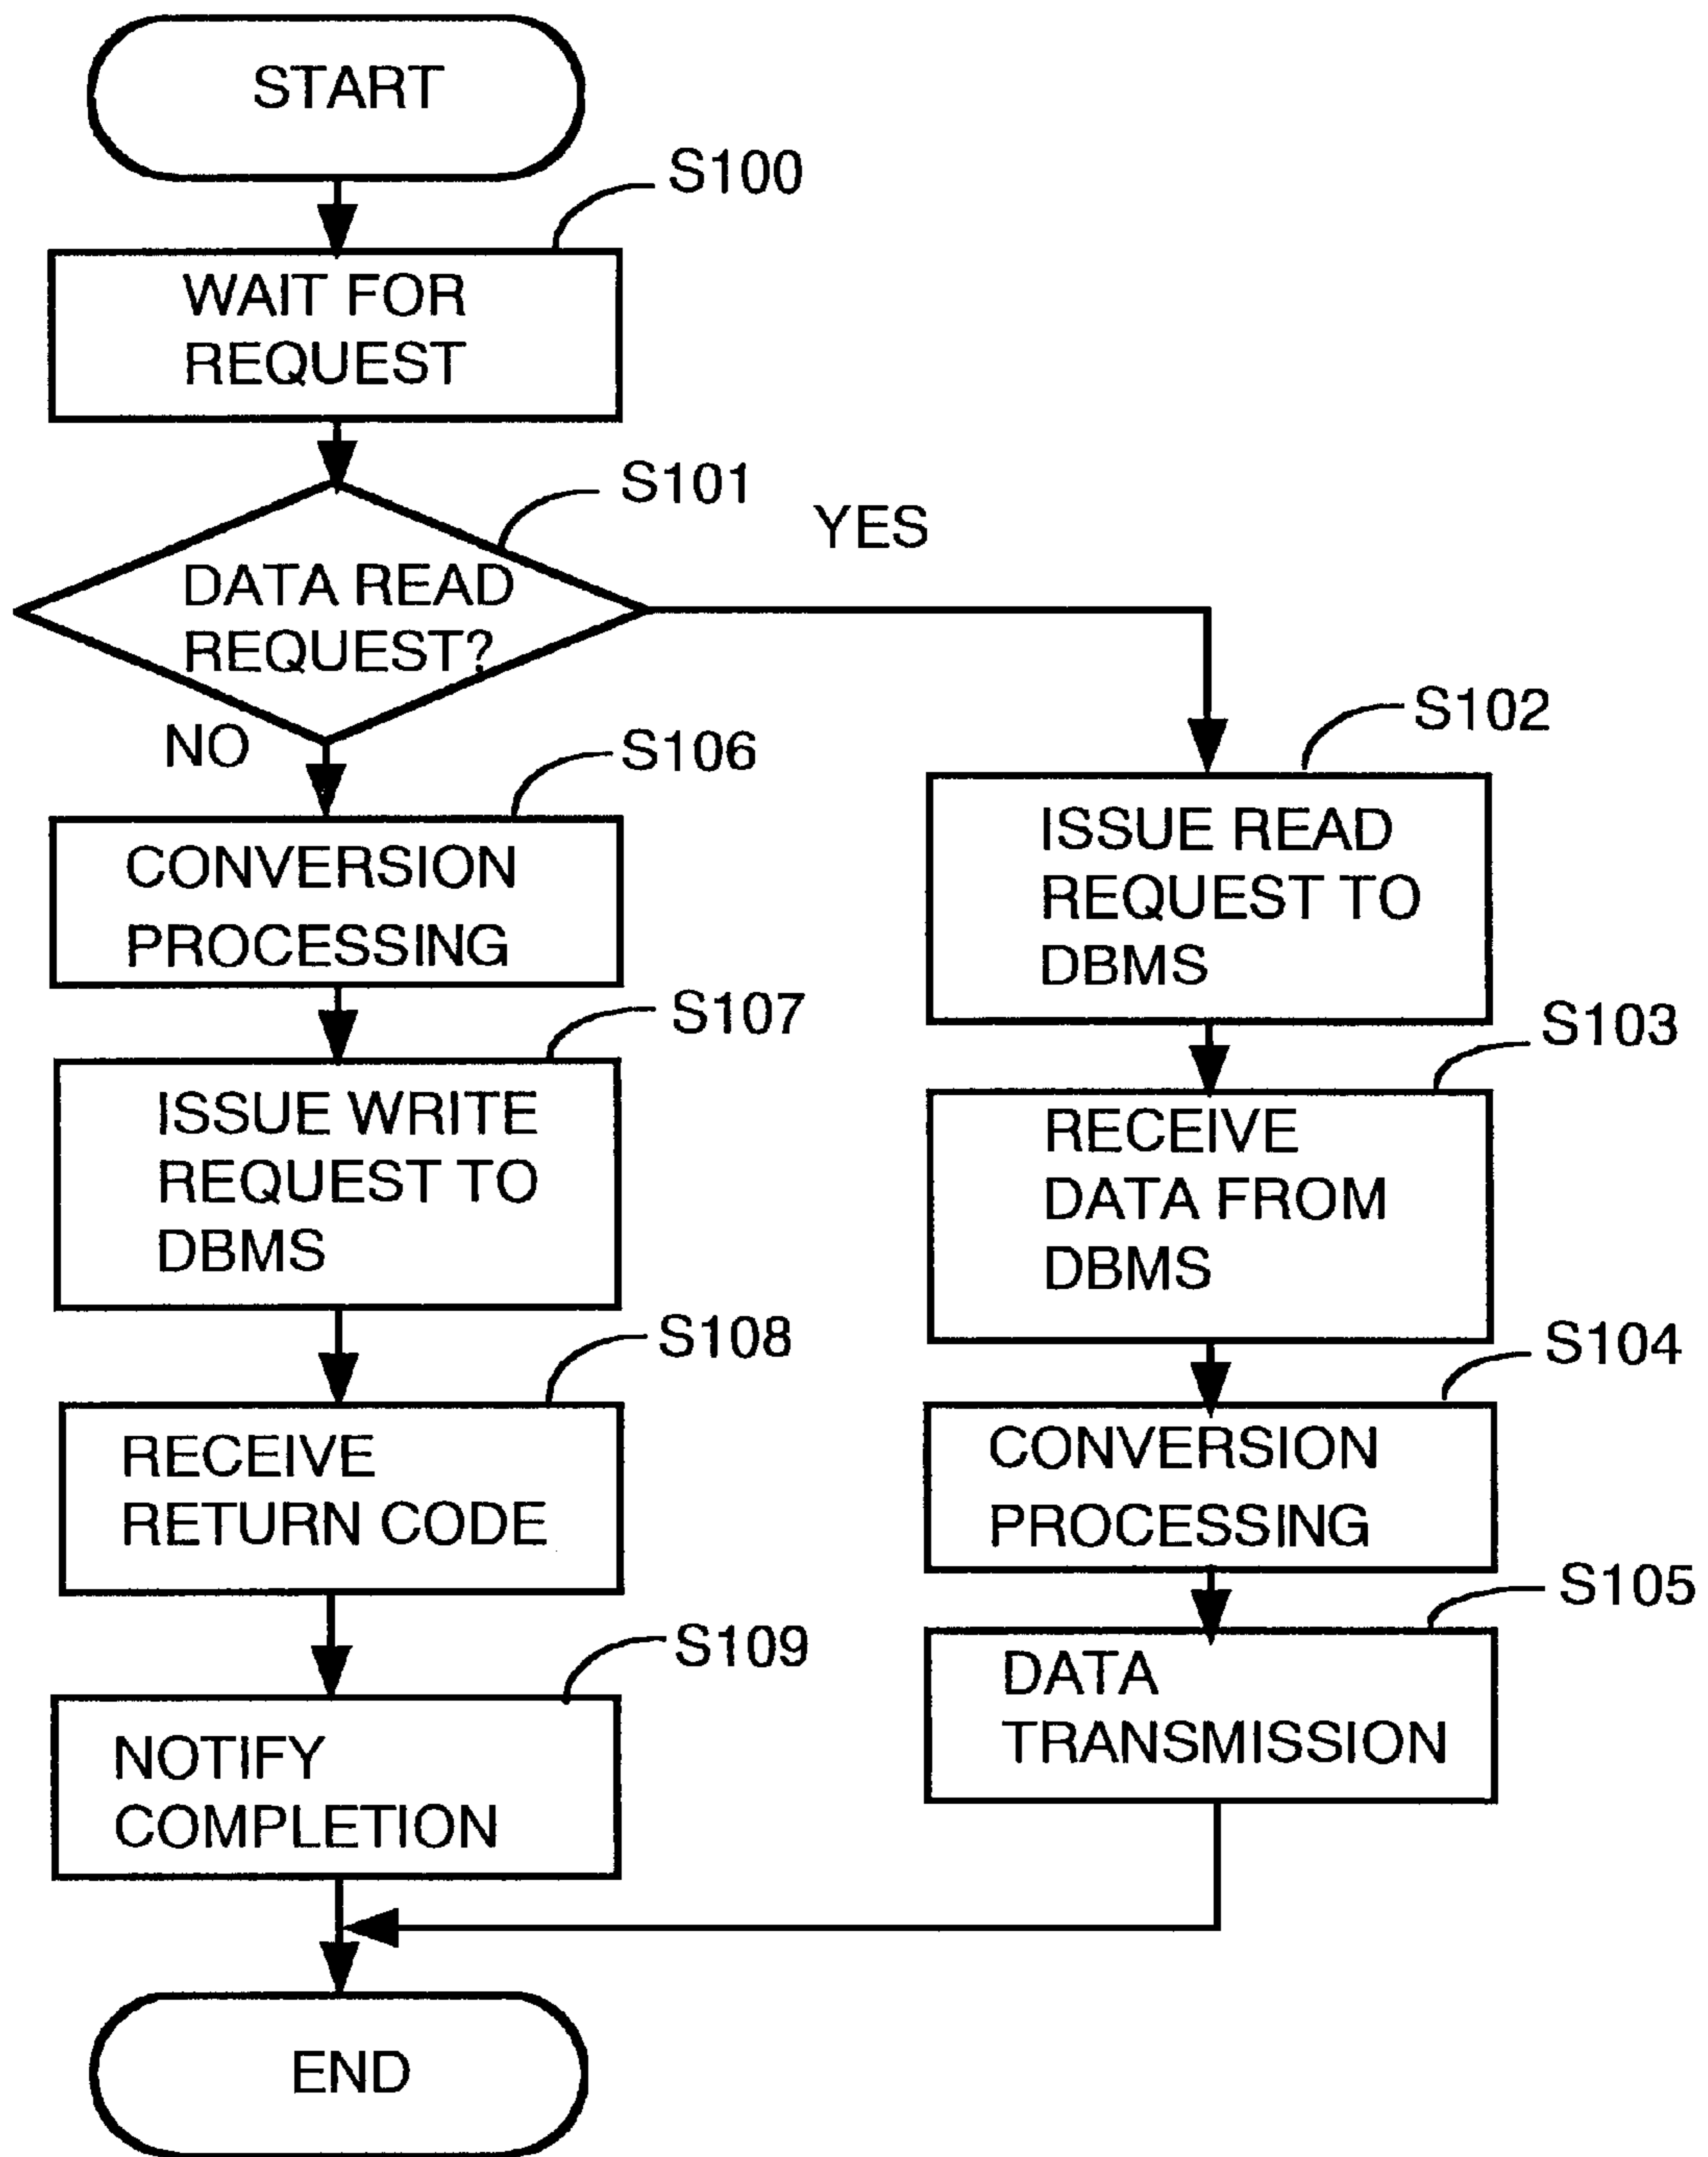 START
S100
WAIT FOR
REQUEST
S101
YES
DATA READ
REQUEST?
NO
S106
CONVERSION
PROCESSING
S107
ISSUE WRITE
REQUEST TO
DBMS
S108
RECEIVE
RETURN CODE
S109
NOTIFY
COMPLETION
S102
ISSUE READ
REQUEST TO
DBMS
S103
RECEIVE
DATA FROM
DBMS
S104
CONVERSION
PROCESSING
S105
DATA
TRANSMISSION
END